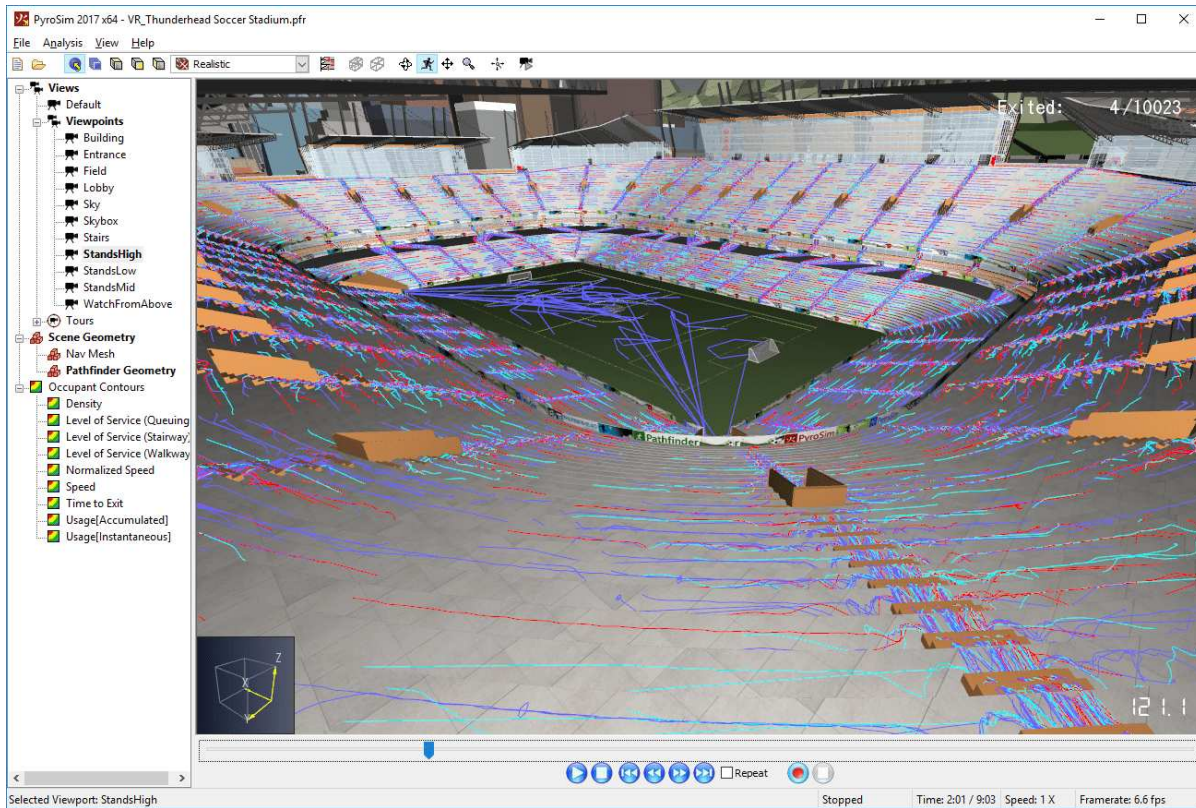 PyroSim 2017 x64 - VR_Thunderhead Soccer Stadium.pfr
File Analysis View Help
Realistic
Views
Default
Viewpoints
Building
Entrance
Field
Lobby
Sky
Skybox
Stairs
StandsHigh
StandsLow
StandsMid
WatchFromAbove
Tours
Scene Geometry
Nav Mesh
Pathfinder Geometry
Occupant Contours
Density
Level of Service (Queuing
Level of Service (Stairway)
Level of Service (Walkway
Normalized Speed
Speed
Time to Exit
Usage[Accumulated]
Usage[Instantaneous]
Exited: 4/10023
Pathfinder
PyroSim
Z
X
Y
121.1
Repeat
Selected Viewport: StandsHigh
Stopped
Time: 2:01 / 9:03
Speed: 1 X
Framerate: 6.6 fps